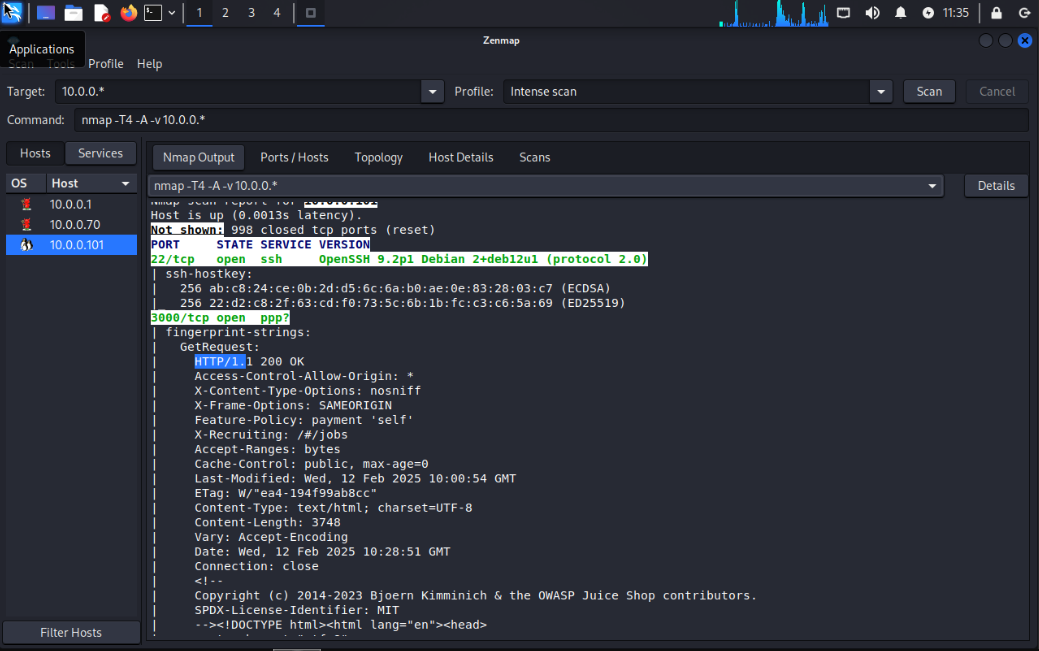 1 2 3 4 11:35
Zenmap
Applications
Scan Tools Profile Help
Target: 10.0.0.* Profile: Intense scan Scan Cancel
Command: nmap -T4 -A -v 10.0.0.*
Hosts Services Nmap Output Ports / Hosts Topology Host Details Scans
OS Host nmap -T4 -A -v 10.0.0.* Details
10.0.0.1
10.0.0.70
10.0.0.101
Nmap scan report for 10.0.0.101
Host is up (0.0013s latency).
Not shown: 998 closed tcp ports (reset)
PORT STATE SERVICE VERSION
22/tcp open ssh OpenSSH 9.2p1 Debian 2+deb12u1 (protocol 2.0)
| ssh-hostkey:
| 256 ab:c8:24:ce:0b:2d:d5:6c:6a:b0:ae:0e:83:28:03:c7 (ECDSA)
|_ 256 22:d2:c8:2f:63:cd:f0:73:5c:6b:1b:fc:c3:c6:5a:69 (ED25519)
3000/tcp open ppp?
| fingerprint-strings:
| GetRequest:
| HTTP/1.1 200 OK
| Access-Control-Allow-Origin: *
| X-Content-Type-Options: nosniff
| X-Frame-Options: SAMEORIGIN
| Feature-Policy: payment 'self'
| X-Recruiting: /#/jobs
| Accept-Ranges: bytes
| Cache-Control: public, max-age=0
| Last-Modified: Wed, 12 Feb 2025 10:00:54 GMT
| ETag: W/"ea4-194f99ab8cc"
| Content-Type: text/html; charset=UTF-8
| Content-Length: 3748
| Vary: Accept-Encoding
| Date: Wed, 12 Feb 2025 10:28:51 GMT
| Connection: close
| <!--
| Copyright (c) 2014-2023 Bjoern Kimminich & the OWASP Juice Shop contributors.
| SPDX-License-Identifier: MIT
| --><!DOCTYPE html><html lang="en"><head>
Filter Hosts